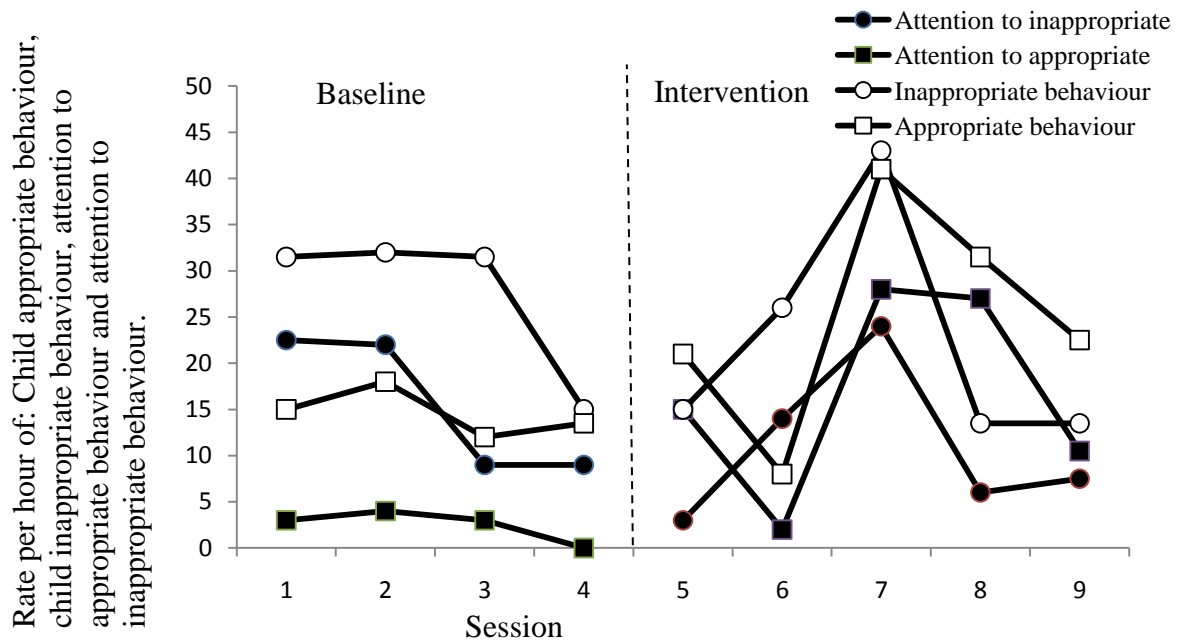 Rate per hour of: Child appropriate behaviour,
child inappropriate behaviour, attention to
appropriate behaviour and attention to
inappropriate behaviour.
Attention to inappropriate
Attention to appropriate
Inappropriate behaviour
Appropriate behaviour
Baseline
Intervention
50
45
40
35
30
25
20
15
10
5
0
1 2 3 4 5 6 7 8 9
Session